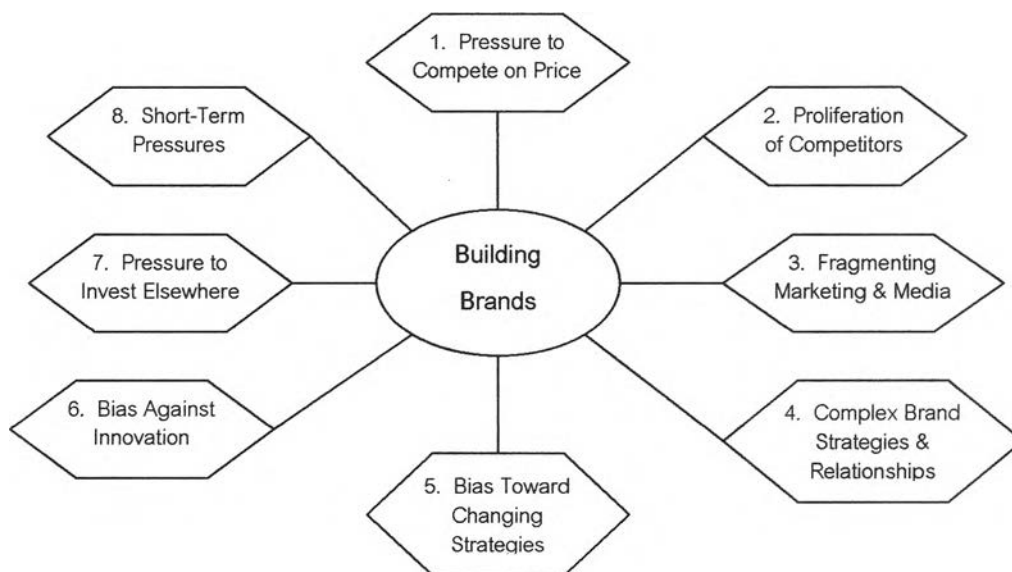 1. Pressure to
Compete on Price
2. Proliferation
of Competitors
3. Fragmenting
Marketing & Media
4. Complex Brand
Strategies &
Relationships
5. Bias Toward
Changing
Strategies
6. Bias Against
Innovation
7. Pressure to
Invest Elsewhere
8. Short-Term
Pressures
Building
Brands